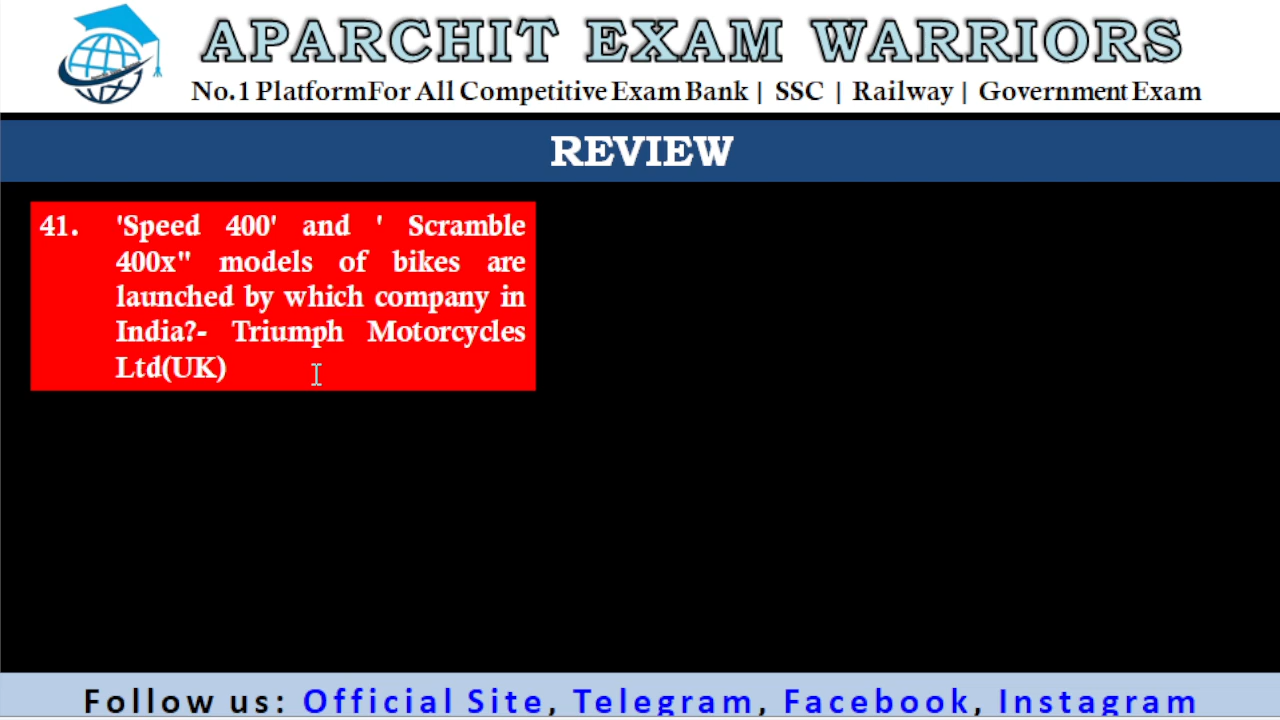 APARCHIT EXAM WARRIORS
No.1 PlatformFor All Competitive Exam Bank | SSC | Railway | Government Exam
REVIEW
41. 'Speed 400' and ' Scramble
400x" models of bikes are
launched by which company in
India?- Triumph Motorcycles
Ltd(UK)
Follow us: Official Site, Telegram, Facebook, Instagram